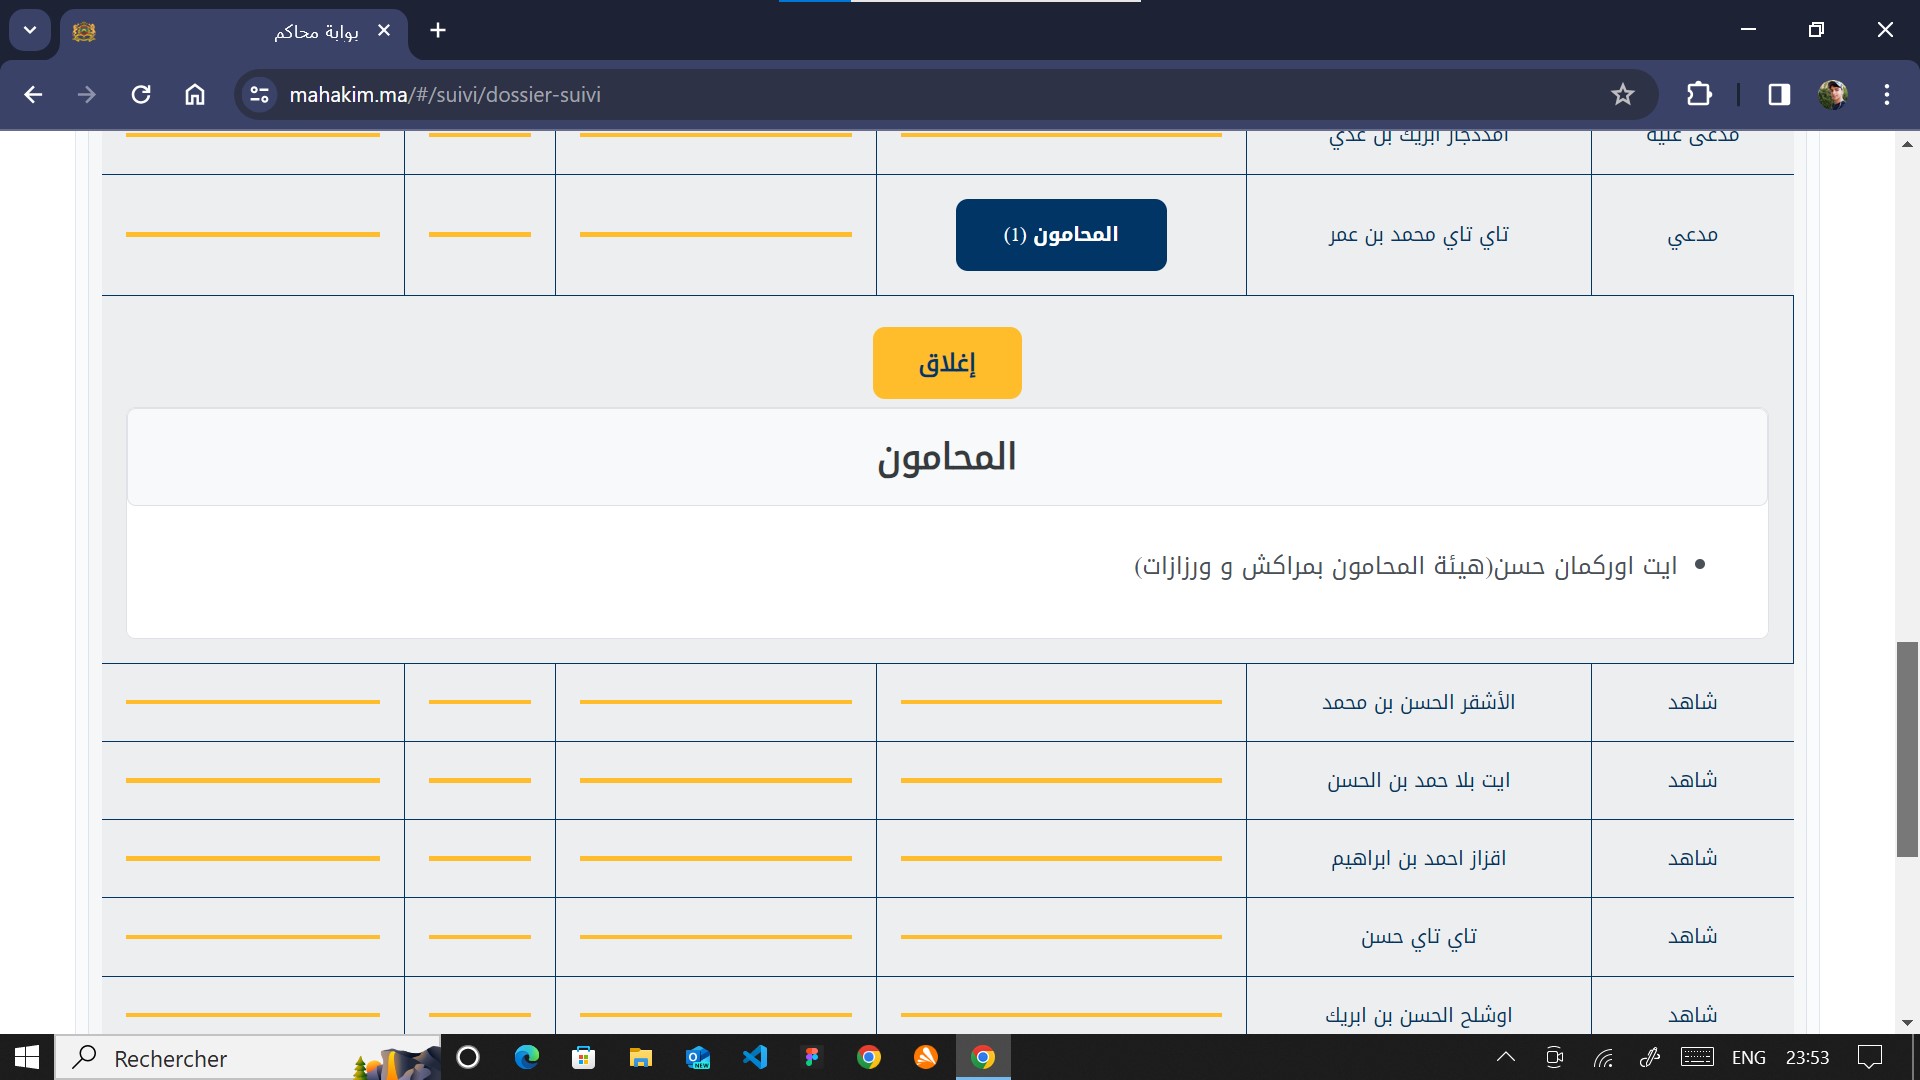 بوابة محاكم
mahakim.ma/#/suivi/dossier-suivi
مدعى عليه
امددجار ابريك بن عدي
مدعي
تاي تاي محمد بن عمر
المحامون (1)
إغلاق
المحامون
ايت اوركمان حسن(هيئة المحامون بمراكش و ورزازات)
شاهد
الأشقر الحسن بن محمد
شاهد
ايت بلا حمد بن الحسن
شاهد
اقزاز احمد بن ابراهيم
شاهد
تاي تاي حسن
شاهد
اوشلح الحسن بن ابريك
Rechercher
NEW
ENG
23:53